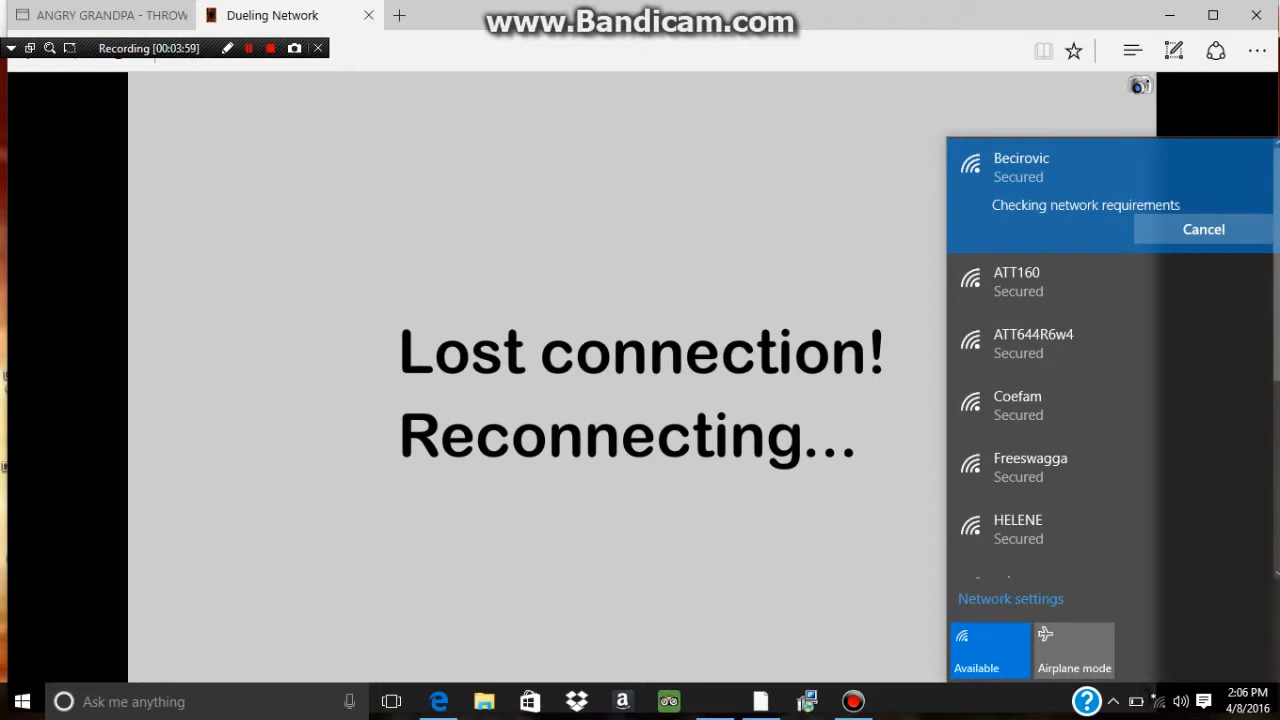 ANGRY GRANDPA - THROW
Dueling Network
www.Bandicam.com
Recording [00:03:59]
Becirovic
Secured
Checking network requirements
Cancel
ATT160
Secured
ATT644R6w4
Secured
Lost connection!
Reconnecting...
Coefam
Secured
Freeswagga
Secured
HELENE
Secured
Network settings
Available
Airplane mode
Ask me anything
2:06 PM
4/8/2016